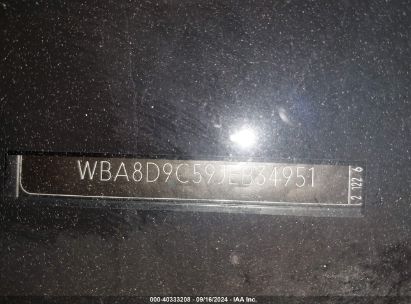 WBA8D9C59JEB34951
2 122 6
000-40333208 - 09/16/2024 - IAA Inc.